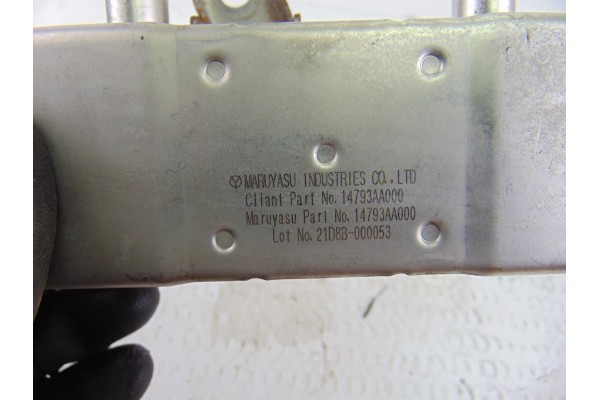 MARUYASU INDUSTRIES CO., LTD
Cliant Part No. 14793AA000
Maruyasu Part No. 14793AA000
Lot No. 21D8B-000053